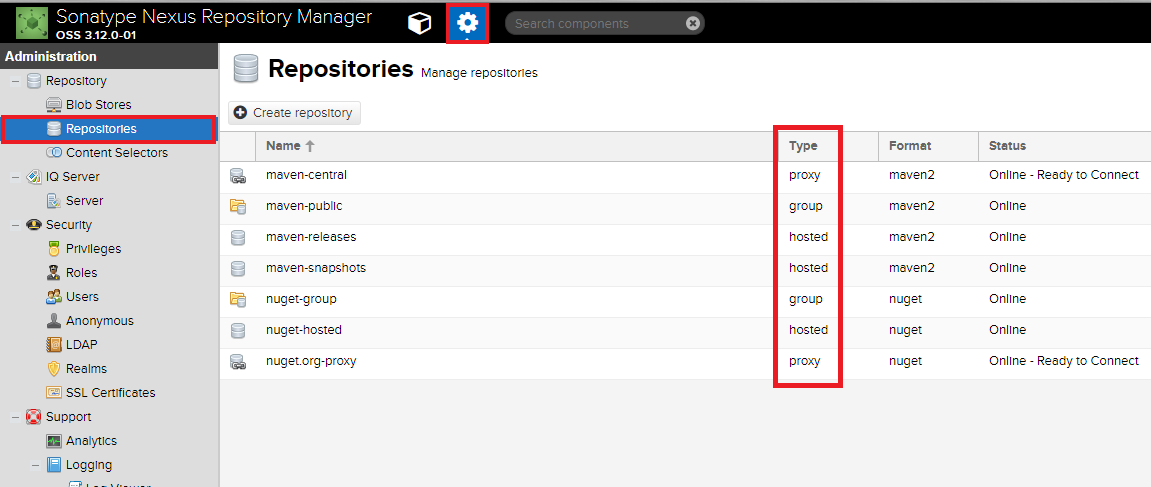 Sonatype Nexus Repository Manager
OSS 3.12.0-01
Search components
Administration
Repository
Blob Stores
Repositories
Content Selectors
IQ Server
Server
Security
Privileges
Roles
Users
Anonymous
LDAP
Realms
SSL Certificates
Support
Analytics
Logging
Log Viewer
Repositories Manage repositories
Create repository
Name Type Format Status
maven-central proxy maven2 Online - Ready to Connect
maven-public group maven2 Online
maven-releases hosted maven2 Online
maven-snapshots hosted maven2 Online
nuget-group group nuget Online
nuget-hosted hosted nuget Online
nuget.org-proxy proxy nuget Online - Ready to Connect